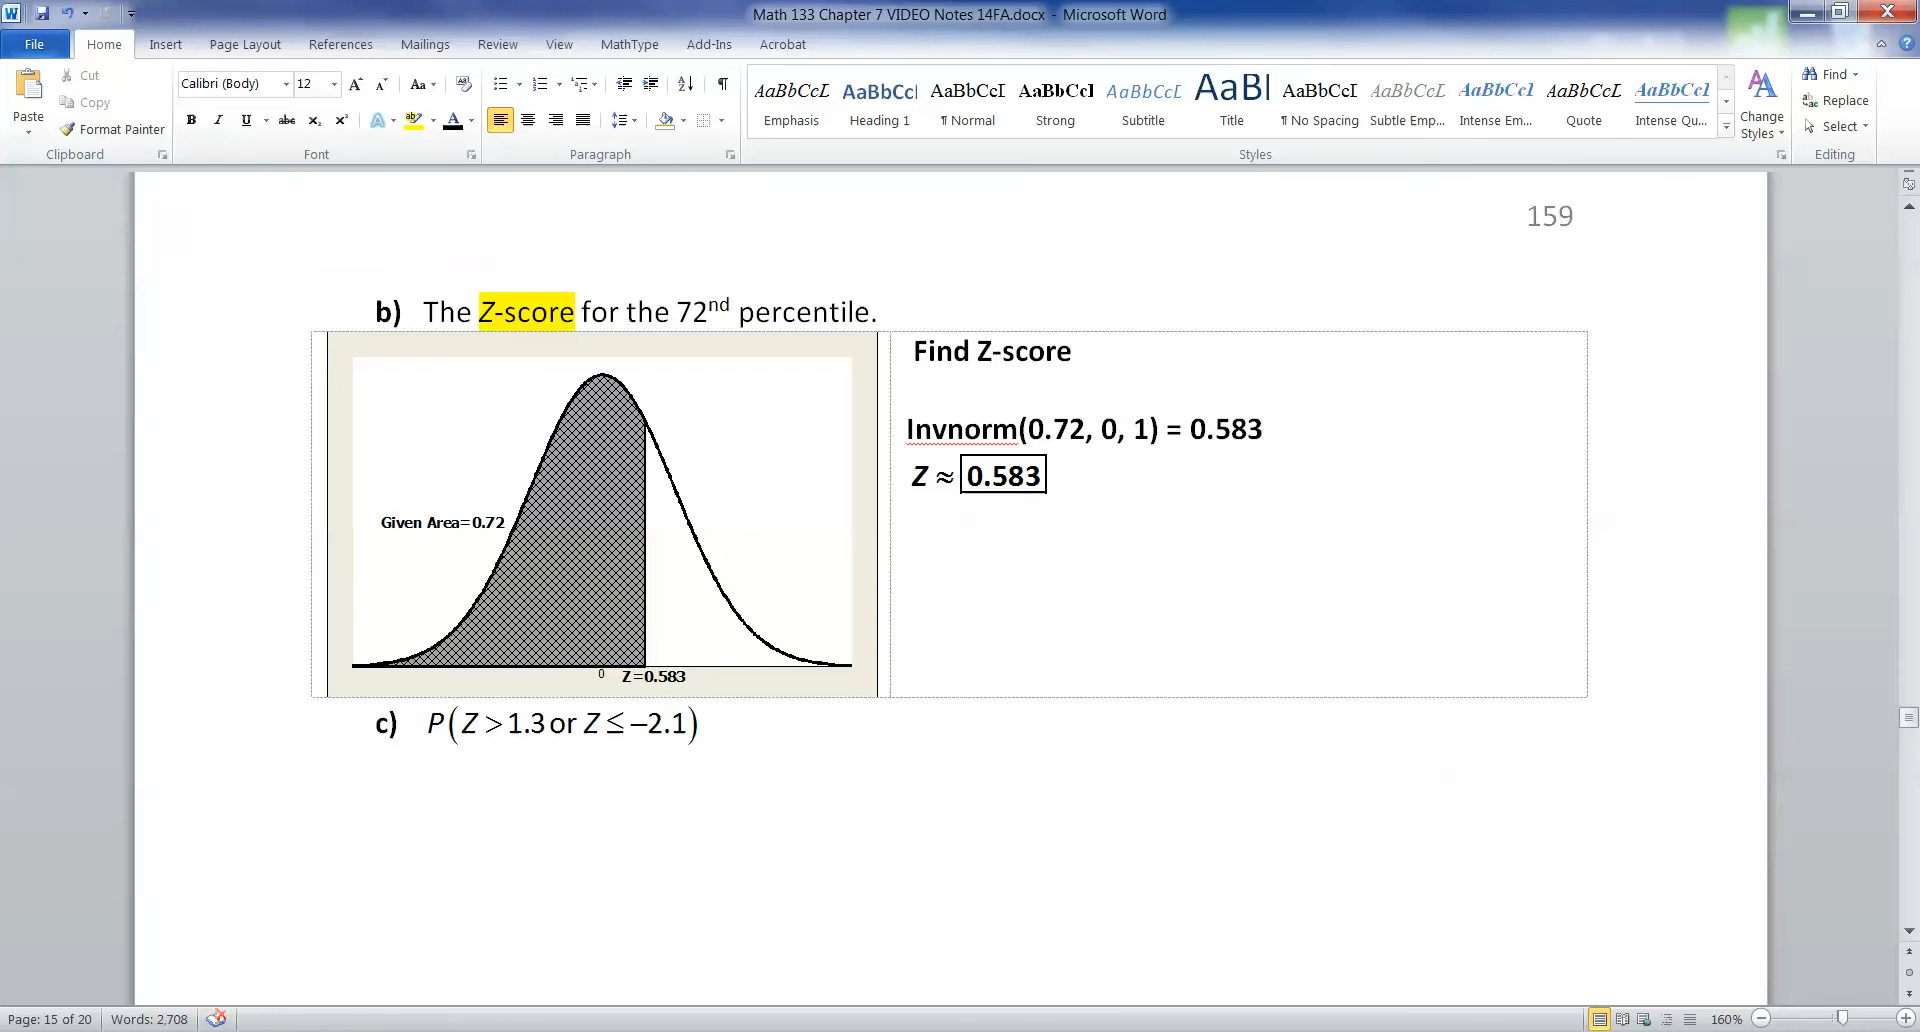 Math 133 Chapter 7 VIDEO Notes 14FA.docx - Microsoft Word
File Home Insert Page Layout References Mailings Review View MathType Add-Ins Acrobat
Cut
Copy
Format Painter
Paste
Clipboard
Calibri (Body) 12
Font
Paragraph
AaBbCcL AaBbCcI AaBbCcI AaBbCcI AaBbCcL AaBl AaBbCcI AaBbCcL AaBbCcI AaBbCcL AaBbCcI
Emphasis Heading 1 ¶ Normal Strong Subtitle Title ¶ No Spacing Subtle Emp... Intense Em... Quote Intense Qu...
Styles
Change
Styles
Find
Replace
Select
Editing
159
b) The Z-score for the 72nd percentile.
Given Area=0.72
0 Z=0.583
Find Z-score
Invnorm(0.72, 0, 1) = 0.583
Z ≈ 0.583
c) P(Z > 1.3 or Z ≤ −2.1)
Page: 15 of 20 Words: 2,708 160%